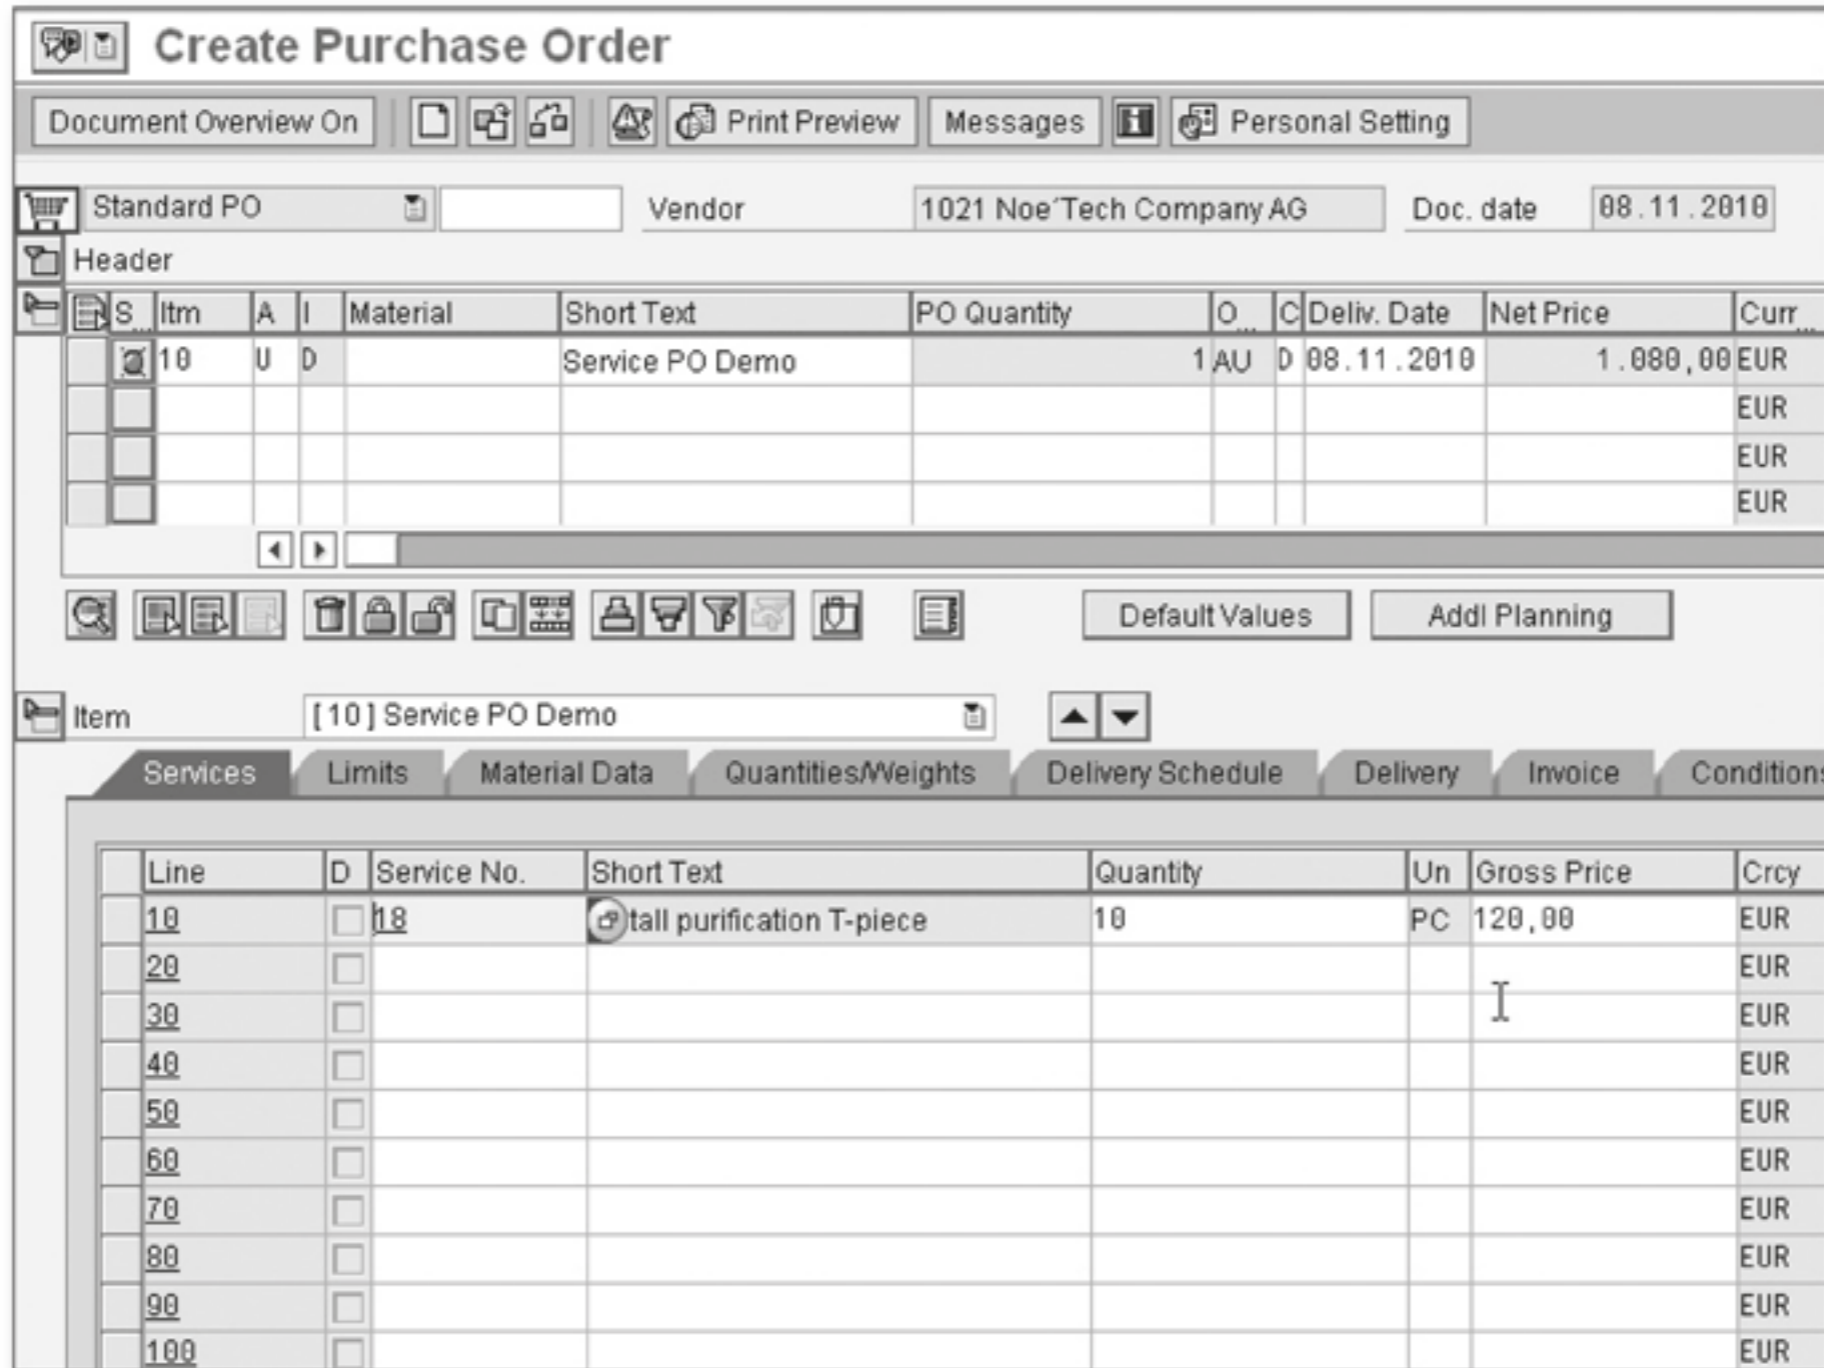 Create Purchase Order
Document Overview On Print Preview Messages Personal Setting
Standard PO Vendor 1021 Noe´Tech Company AG Doc. date 08.11.2010
Header
S... Itm A I Material Short Text PO Quantity O... C Deliv. Date Net Price Curr...
10 U D Service PO Demo 1 AU D 08.11.2010 1.080,00 EUR
EUR
EUR
EUR
Default Values Addl Planning
Item [ 10 ] Service PO Demo
Services Limits Material Data Quantities/Weights Delivery Schedule Delivery Invoice Conditions
Line D Service No. Short Text Quantity Un Gross Price Crcy
10 18 tall purification T-piece 10 PC 120,00 EUR
20 EUR
30 EUR
40 EUR
50 EUR
60 EUR
70 EUR
80 EUR
90 EUR
100 EUR